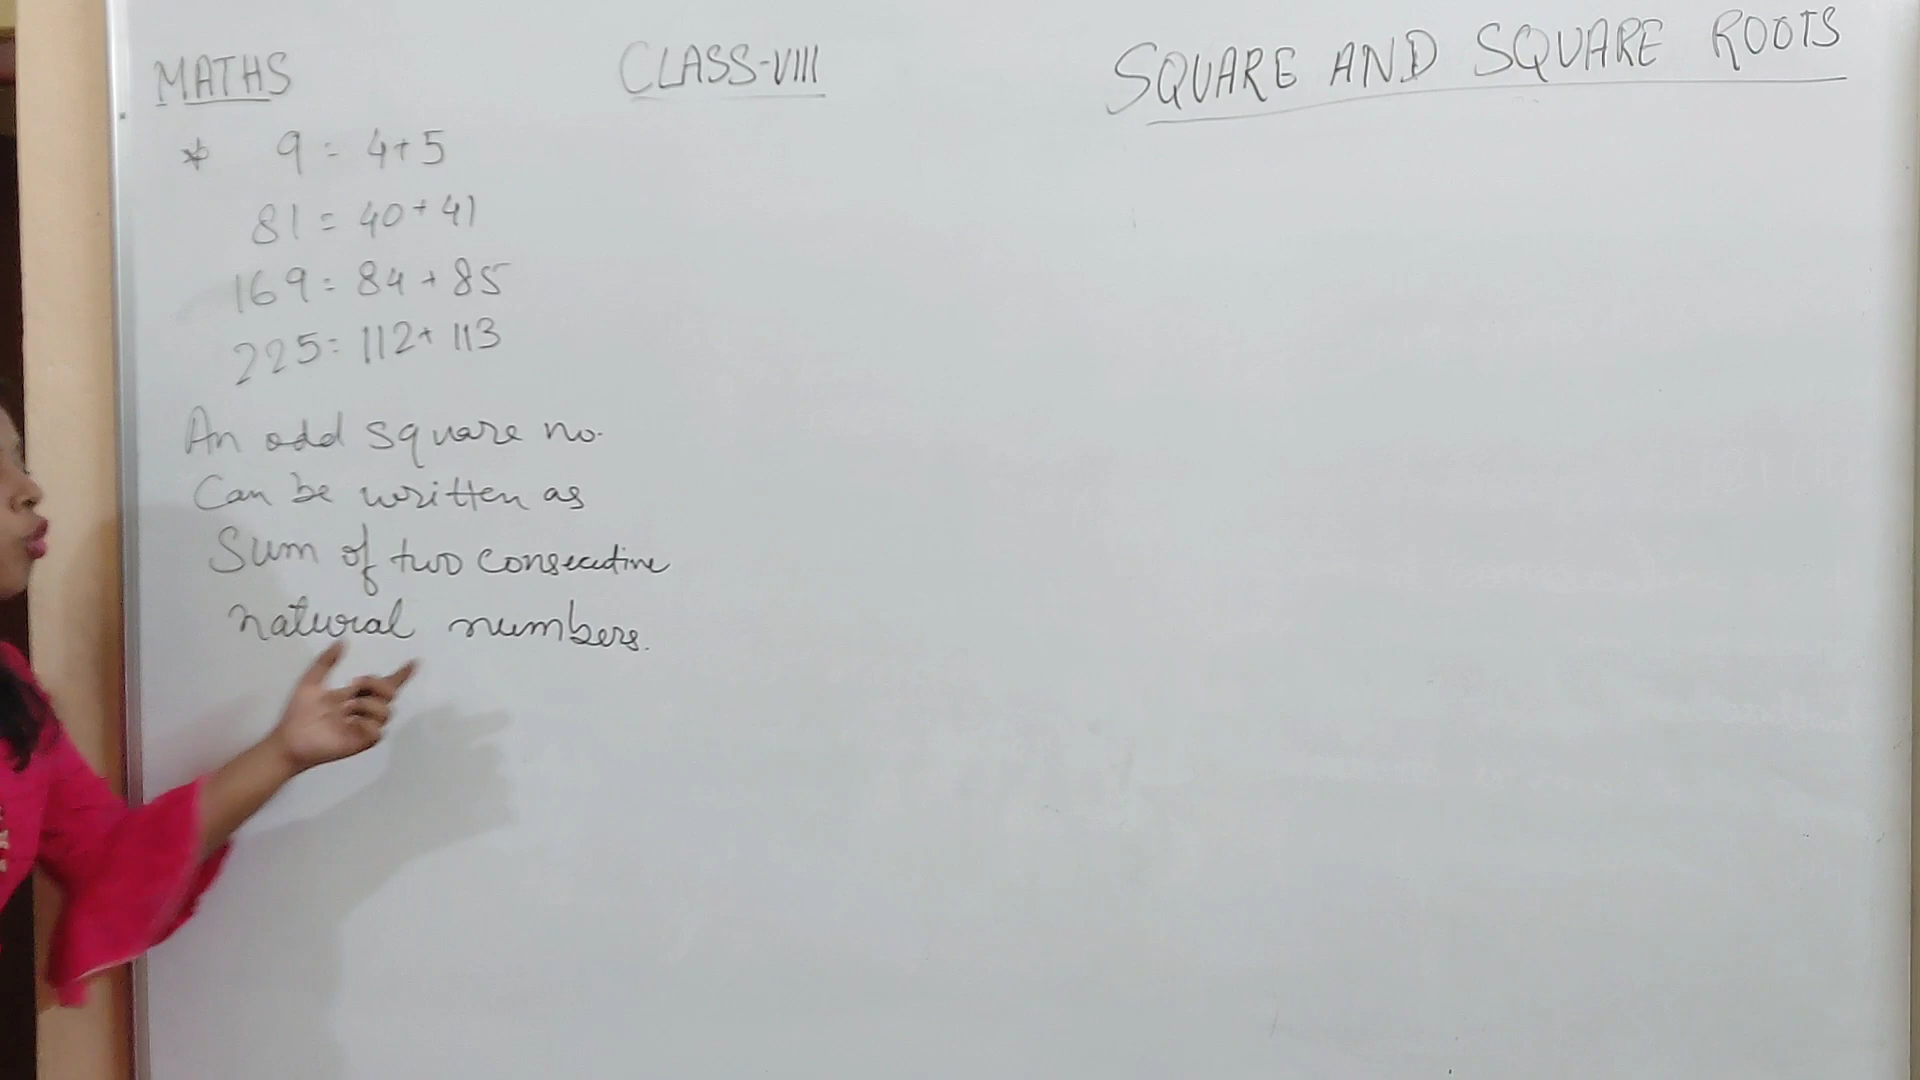 MATHS CLASS-VIII SQUARE AND SQUARE ROOTS
* 9 = 4+5
81 = 40+41
169 = 84+85
225 = 112+113
An odd square no.
Can be written as
Sum of two consecutive
natural numbers.